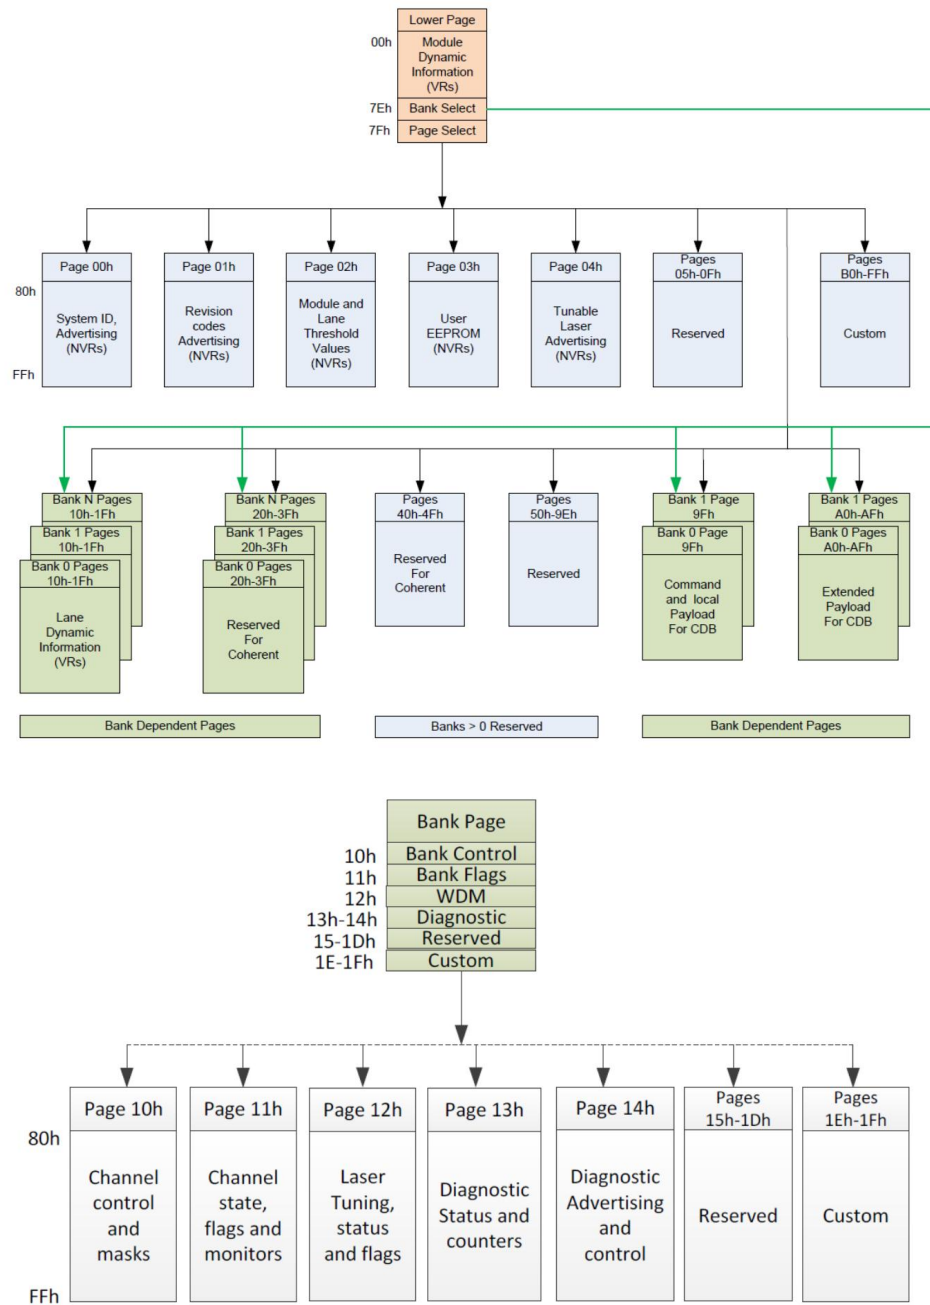 Lower Page
00h
Module
Dynamic
Information
(VRs)
7Eh
Bank Select
7Fh
Page Select
Page 00h
Page 01h
Page 02h
Page 03h
Page 04h
Pages
05h-0Fh
Pages
B0h-FFh
80h
System ID,
Advertising
(NVRs)
Revision
codes
Advertising
(NVRs)
Module and
Lane
Threshold
Values
(NVRs)
User
EEPROM
(NVRs)
Tunable
Laser
Advertising
(NVRs)
Reserved
Custom
FFh
Bank N Pages
10h-1Fh
Bank 1 Pages
10h-1Fh
Bank 0 Pages
10h-1Fh
Lane
Dynamic
Information
(VRs)
Bank N Pages
20h-3Fh
Bank 1 Pages
20h-3Fh
Bank 0 Pages
20h-3Fh
Reserved
For
Coherent
Pages
40h-4Fh
Reserved
For
Coherent
Pages
50h-9Eh
Reserved
Bank 1 Page
9Fh
Bank 0 Page
9Fh
Command
and local
Payload
For CDB
Bank 1 Pages
A0h-AFh
Bank 0 Pages
A0h-AFh
Extended
Payload
For CDB
Bank Dependent Pages
Banks > 0 Reserved
Bank Dependent Pages
Bank Page
10h
Bank Control
11h
Bank Flags
12h
WDM
13h-14h
Diagnostic
15-1Dh
Reserved
1E-1Fh
Custom
Page 10h
Page 11h
Page 12h
Page 13h
Page 14h
Pages
15h-1Dh
Pages
1Eh-1Fh
80h
Channel
control
and
masks
Channel
state,
flags and
monitors
Laser
Tuning,
status
and flags
Diagnostic
Status and
counters
Diagnostic
Advertising
and
control
Reserved
Custom
FFh